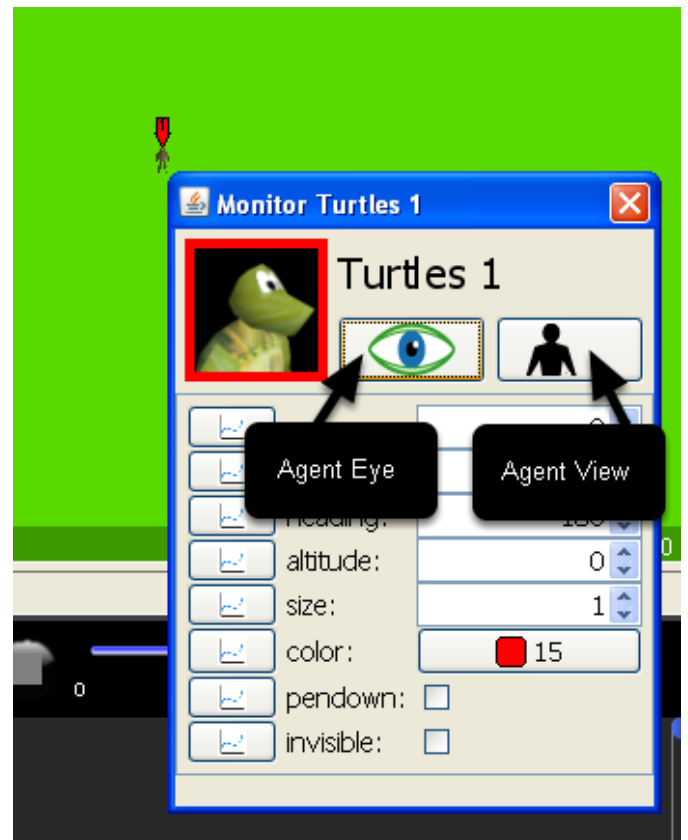 1
Monitor Turtles 1
Turtles 1
Agent Eye
Agent View
heading: 180
0
altitude: 0
size: 1
color: 15
0
pendown:
invisible: